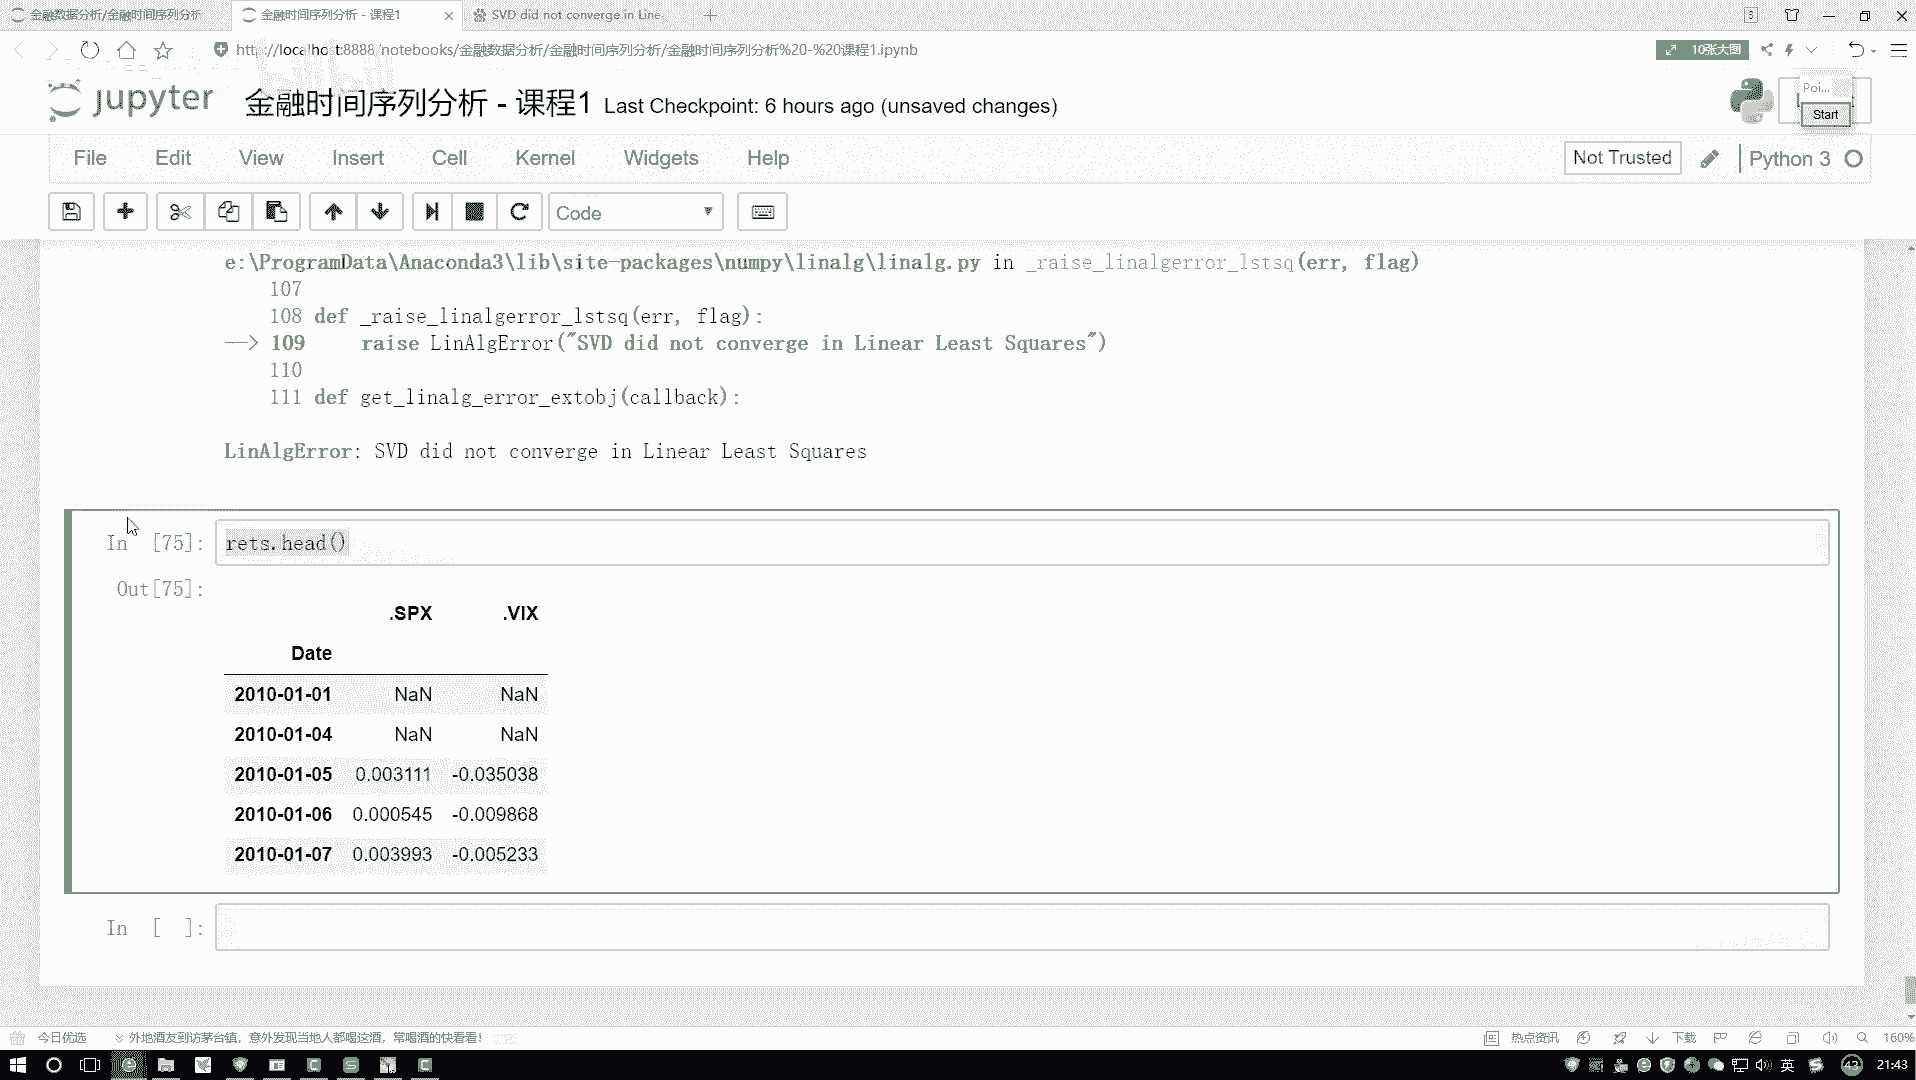 金融数据分析/金融时间序列分析
金融时间序列分析 - 课程1
SVD did not converge in Line
3
http://localhost:8888/notebooks/金融数据分析/金融时间序列分析/金融时间序列分析%20-%20课程1.ipynb
10张大图
jupyter
金融时间序列分析 - 课程1 Last Checkpoint: 6 hours ago (unsaved changes)
Poi...
Start
File Edit View Insert Cell Kernel Widgets Help
Not Trusted
Python 3
Code
e:\ProgramData\Anaconda3\lib\site-packages\numpy\linalg\linalg.py in _raise_linalgerror_lstsq(err, flag)
107
108 def _raise_linalgerror_lstsq(err, flag):
--> 109 raise LinAlgError("SVD did not converge in Linear Least Squares")
110
111 def get_linalg_error_extobj(callback):
LinAlgError: SVD did not converge in Linear Least Squares
In [75]: rets.head()
Out[75]:
.SPX .VIX
Date
2010-01-01 NaN NaN
2010-01-04 NaN NaN
2010-01-05 0.003111 -0.035038
2010-01-06 0.000545 -0.009868
2010-01-07 0.003993 -0.005233
In [ ]:
今日优选
外地酒友到访茅台镇，意外发现当地人都喝这酒，常喝酒的快看看！
热点资讯
下载
160%
英
43
21:43